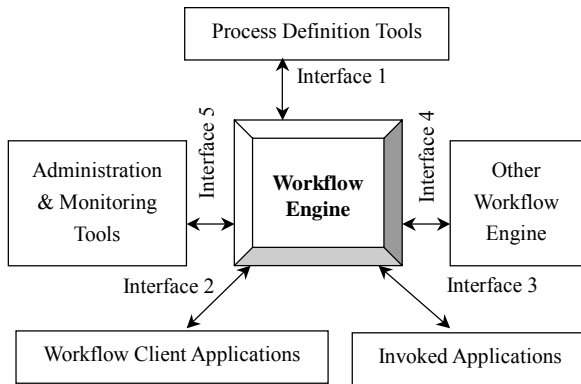 Process Definition Tools
Interface 1
Interface 5
Interface 4
Administration
& Monitoring
Tools
Workflow
Engine
Other
Workflow
Engine
Interface 2
Interface 3
Workflow Client Applications
Invoked Applications